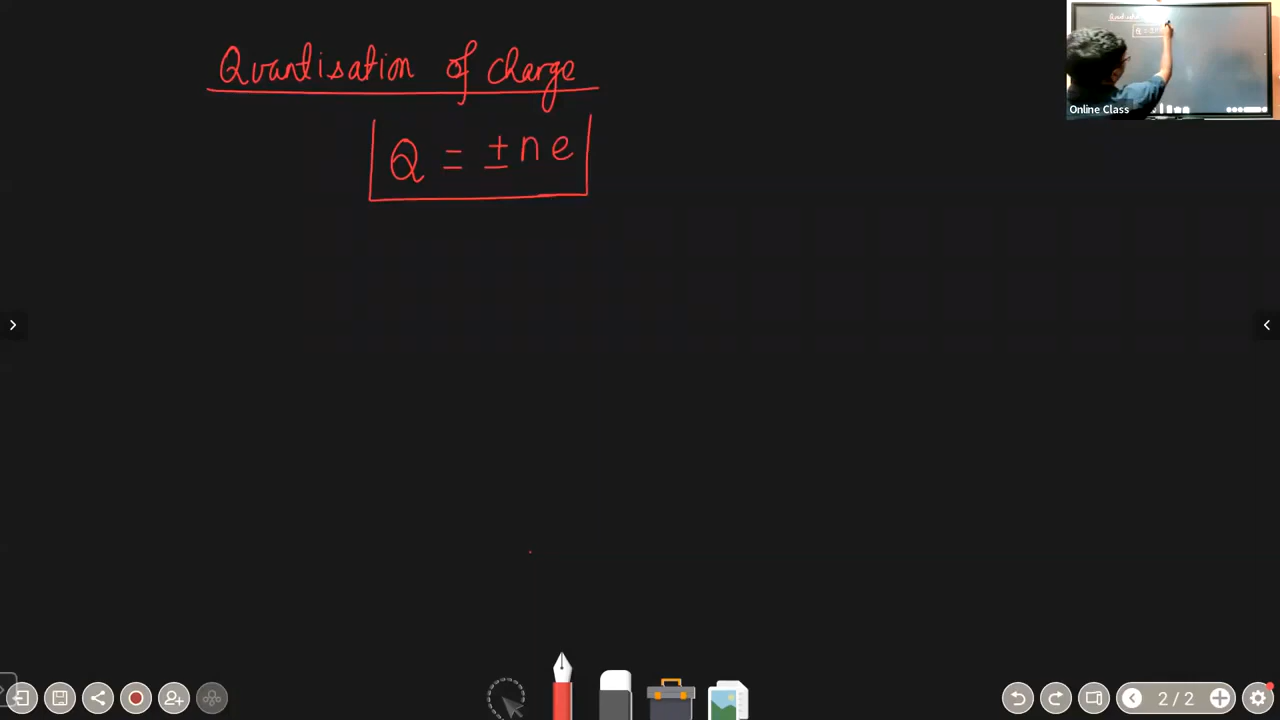 Quantisation of charge
Q = ±ne
Online Class
2/2